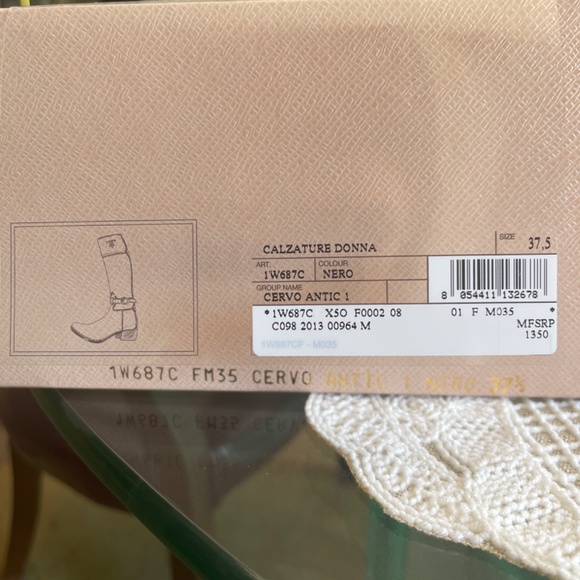 CALZATURE DONNA
SIZE 37,5
ART. COLOUR
1W687C NERO
GROUP NAME
CERVO ANTIC 1
8 054411 132678
*1W687C X5O F0002 08 01 F M035 *
C098 2013 00964 M MFSRP
1350
1W687CF - M035
1W687C FM35 CERVO ANTIC 1 NERO 37½